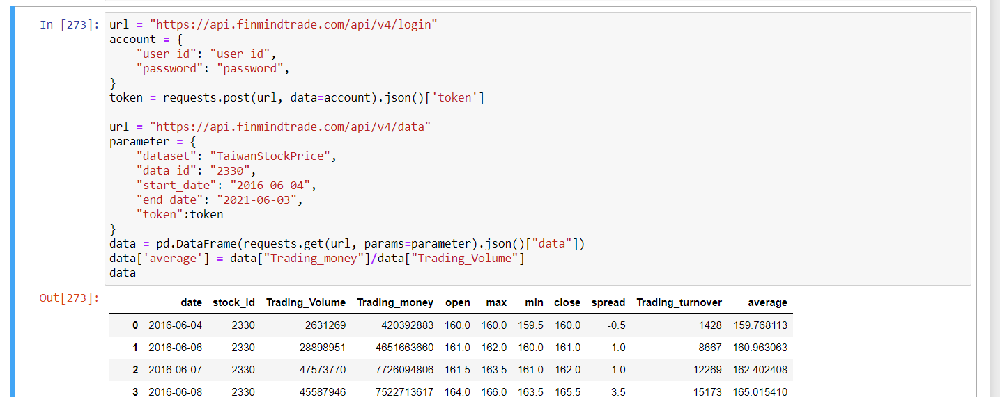 In [273]: url = "https://api.finmindtrade.com/api/v4/login"
account = {
    "user_id": "user_id",
    "password": "password",
}
token = requests.post(url, data=account).json()['token']
url = "https://api.finmindtrade.com/api/v4/data"
parameter = {
    "dataset": "TaiwanStockPrice",
    "data_id": "2330",
    "start_date": "2016-06-04",
    "end_date": "2021-06-03",
    "token":token
}
data = pd.DataFrame(requests.get(url, params=parameter).json()["data"])
data['average'] = data["Trading_money"]/data["Trading_Volume"]
data
Out[273]:
date stock_id Trading_Volume Trading_money open max min close spread Trading_turnover average
0 2016-06-04 2330 2631269 420392883 160.0 160.0 159.5 160.0 -0.5 1428 159.768113
1 2016-06-06 2330 28898951 4651663660 161.0 162.0 160.0 161.0 1.0 8667 160.963063
2 2016-06-07 2330 47573770 7726094806 161.5 163.5 161.0 162.0 1.0 12269 162.402408
3 2016-06-08 2330 45587946 7522713617 164.0 166.0 163.5 165.5 3.5 15173 165.015410